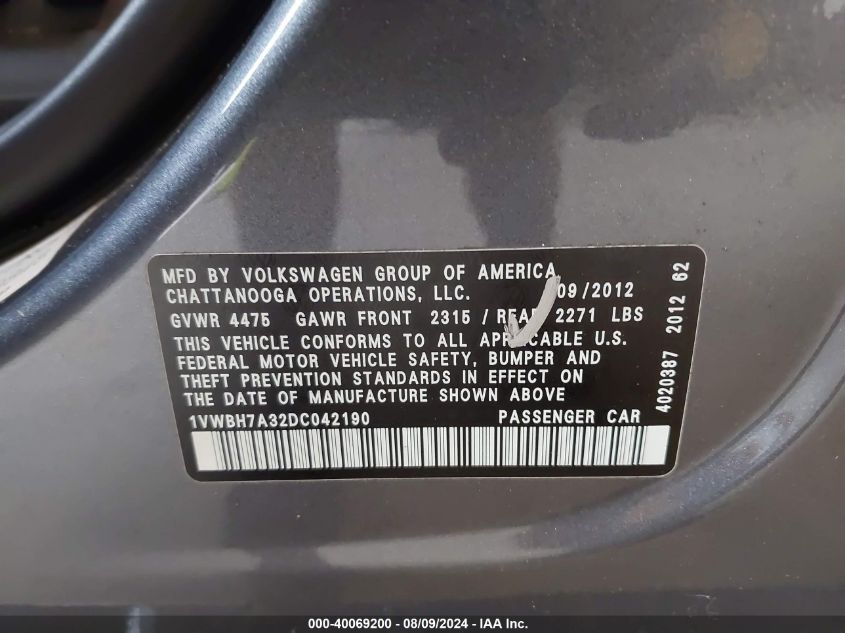 MFD BY VOLKSWAGEN GROUP OF AMERICA
CHATTANOOGA OPERATIONS, LLC. 09/2012
GVWR 4475 GAWR FRONT 2315 / REAR 2271 LBS
THIS VEHICLE CONFORMS TO ALL APPLICABLE U.S.
FEDERAL MOTOR VEHICLE SAFETY, BUMPER AND
THEFT PREVENTION STANDARDS IN EFFECT ON
THE DATE OF MANUFACTURE SHOWN ABOVE
1VWBH7A32DC042190 PASSENGER CAR
4020387 2012 62
000-40069200 - 08/09/2024 - IAA Inc.